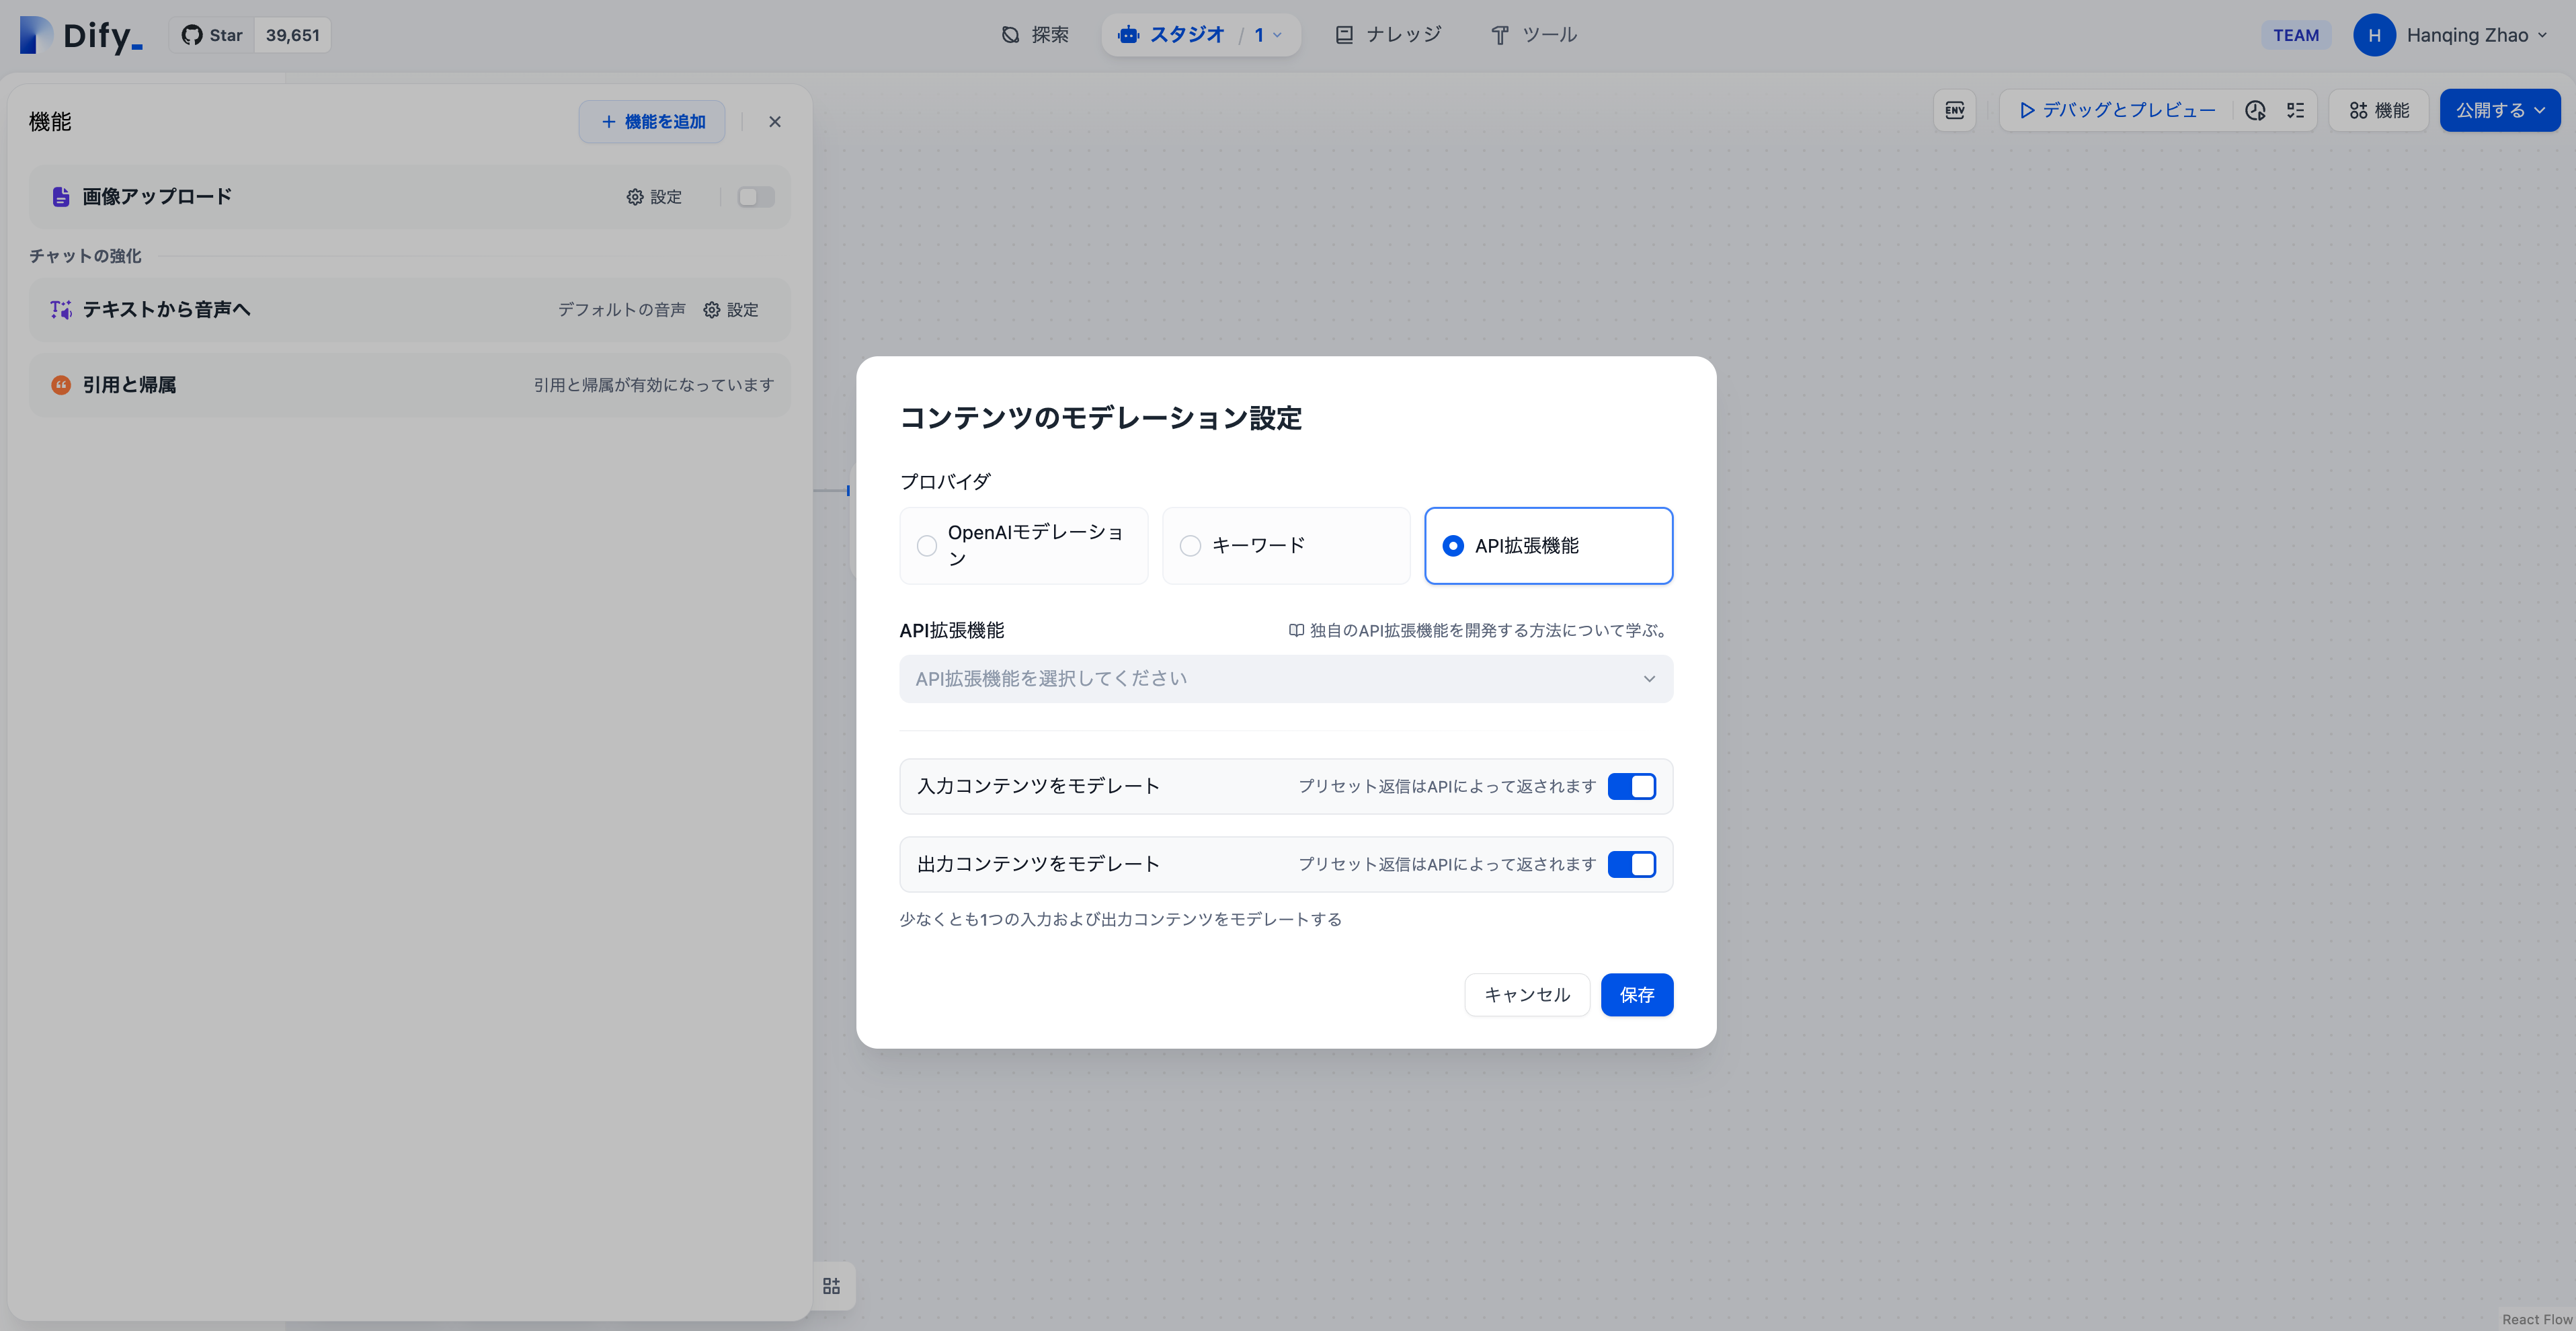 Dify_
Star 39,651
探索
スタジオ / 1
ナレッジ
ツール
TEAM
H
Hanqing Zhao
機能
機能を追加
ENV
デバッグとプレビュー
機能
公開する
画像アップロード
設定
チャットの強化
テキストから音声へ
デフォルトの音声
設定
引用と帰属
引用と帰属が有効になっています
コンテンツのモデレーション設定
プロバイダ
OpenAIモデレーショ
ン
キーワード
API拡張機能
API拡張機能
独自のAPI拡張機能を開発する方法について学ぶ。
API拡張機能を選択してください
入力コンテンツをモデレート
プリセット返信はAPIによって返されます
出力コンテンツをモデレート
プリセット返信はAPIによって返されます
少なくとも1つの入力および出力コンテンツをモデレートする
キャンセル
保存
React Flow